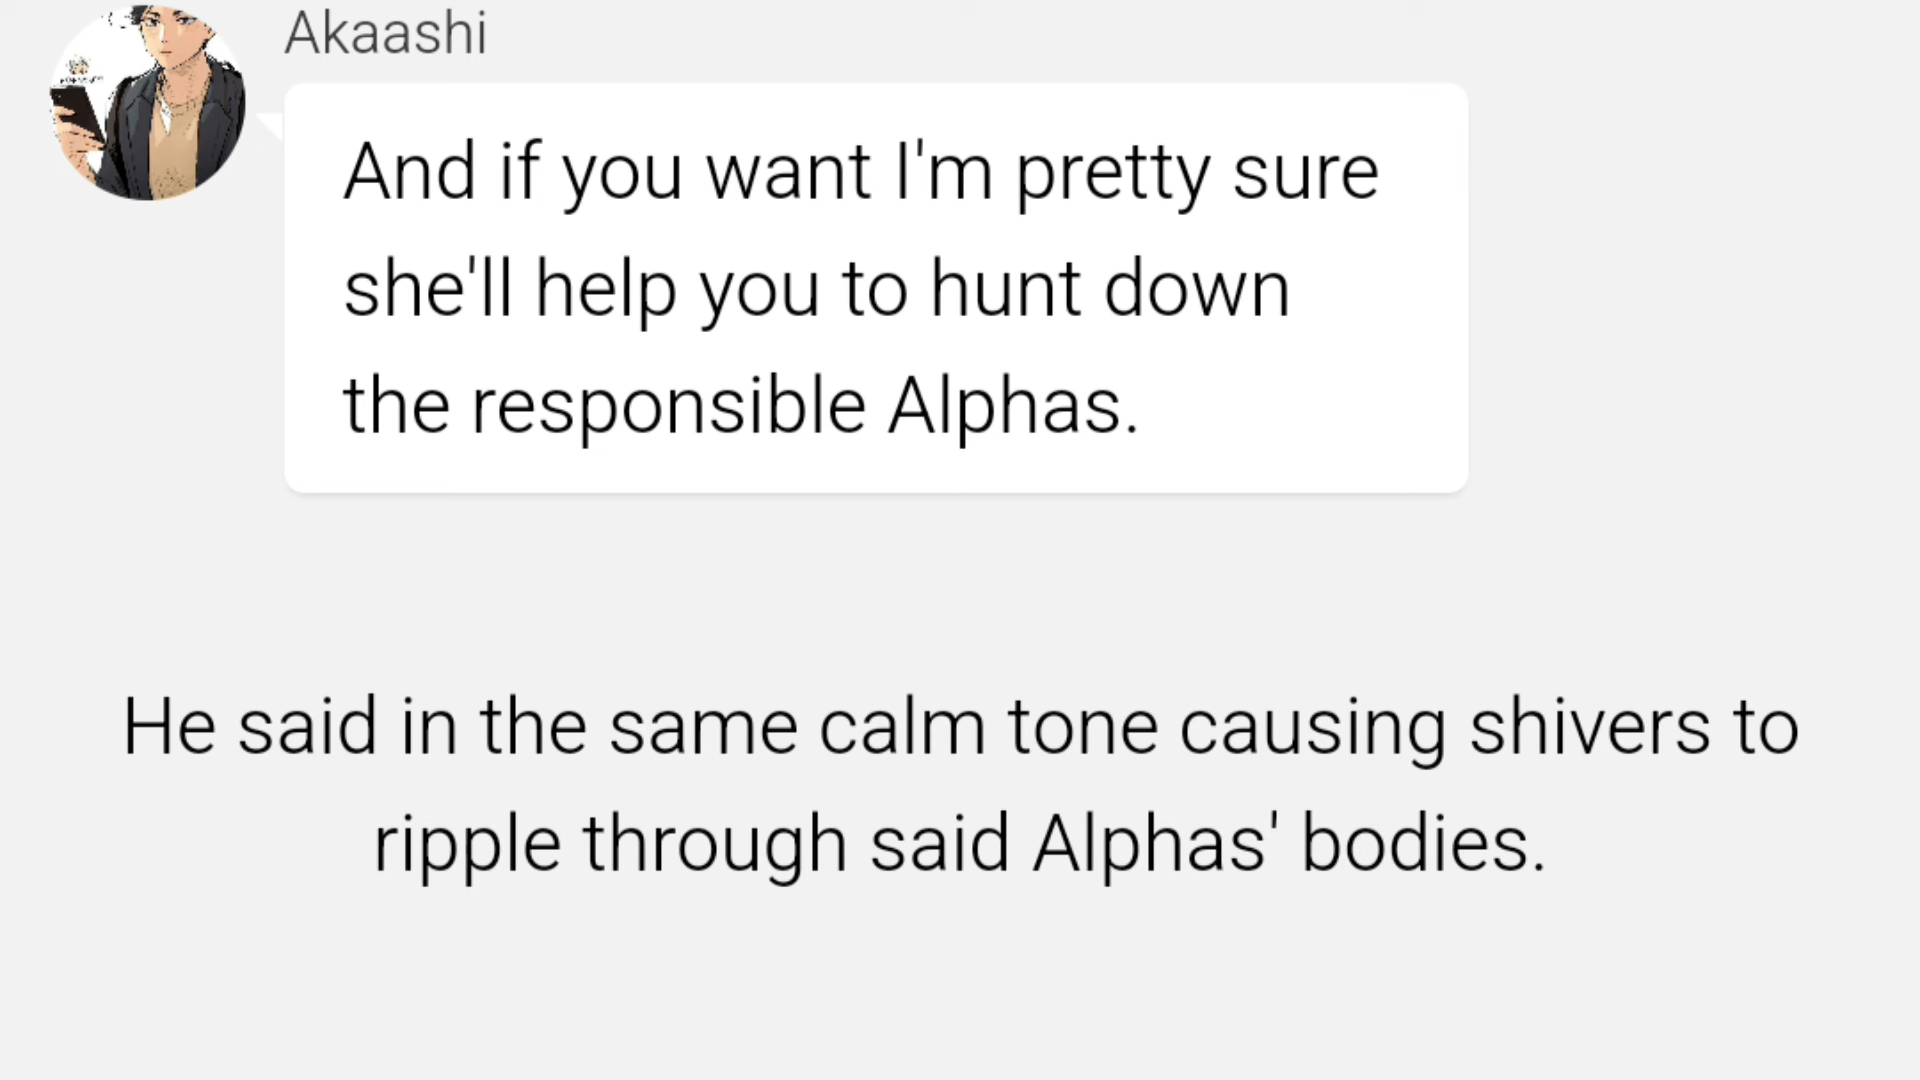 Akaashi
And if you want I'm pretty sure
she'll help you to hunt down
the responsible Alphas.
He said in the same calm tone causing shivers to
ripple through said Alphas' bodies.